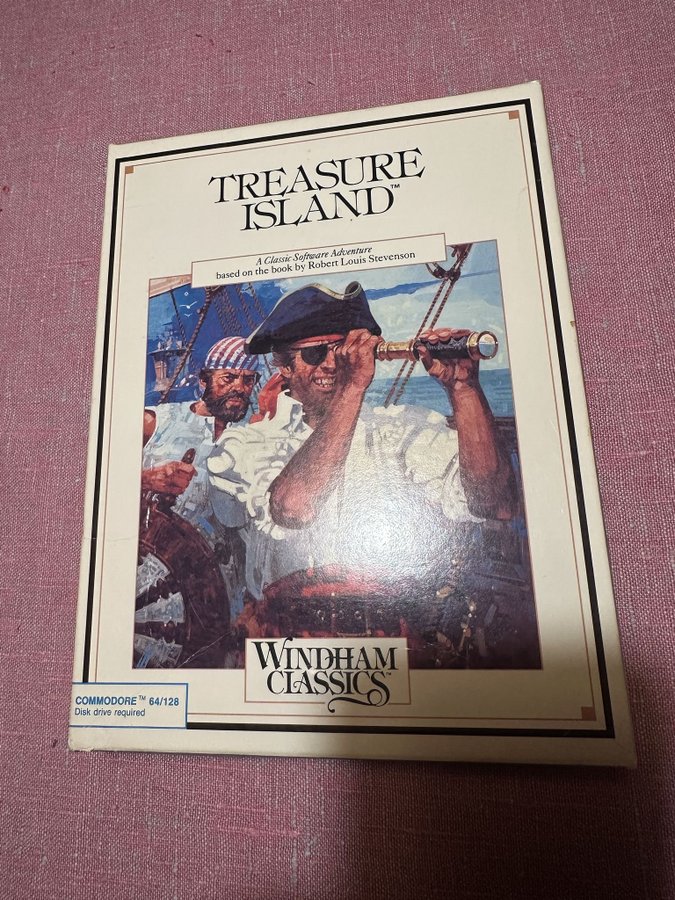 TREASURE
ISLAND™
A Classic Software Adventure
based on the book by Robert Louis Stevenson
WINDHAM
CLASSICS™
COMMODORE™ 64/128
Disk drive required